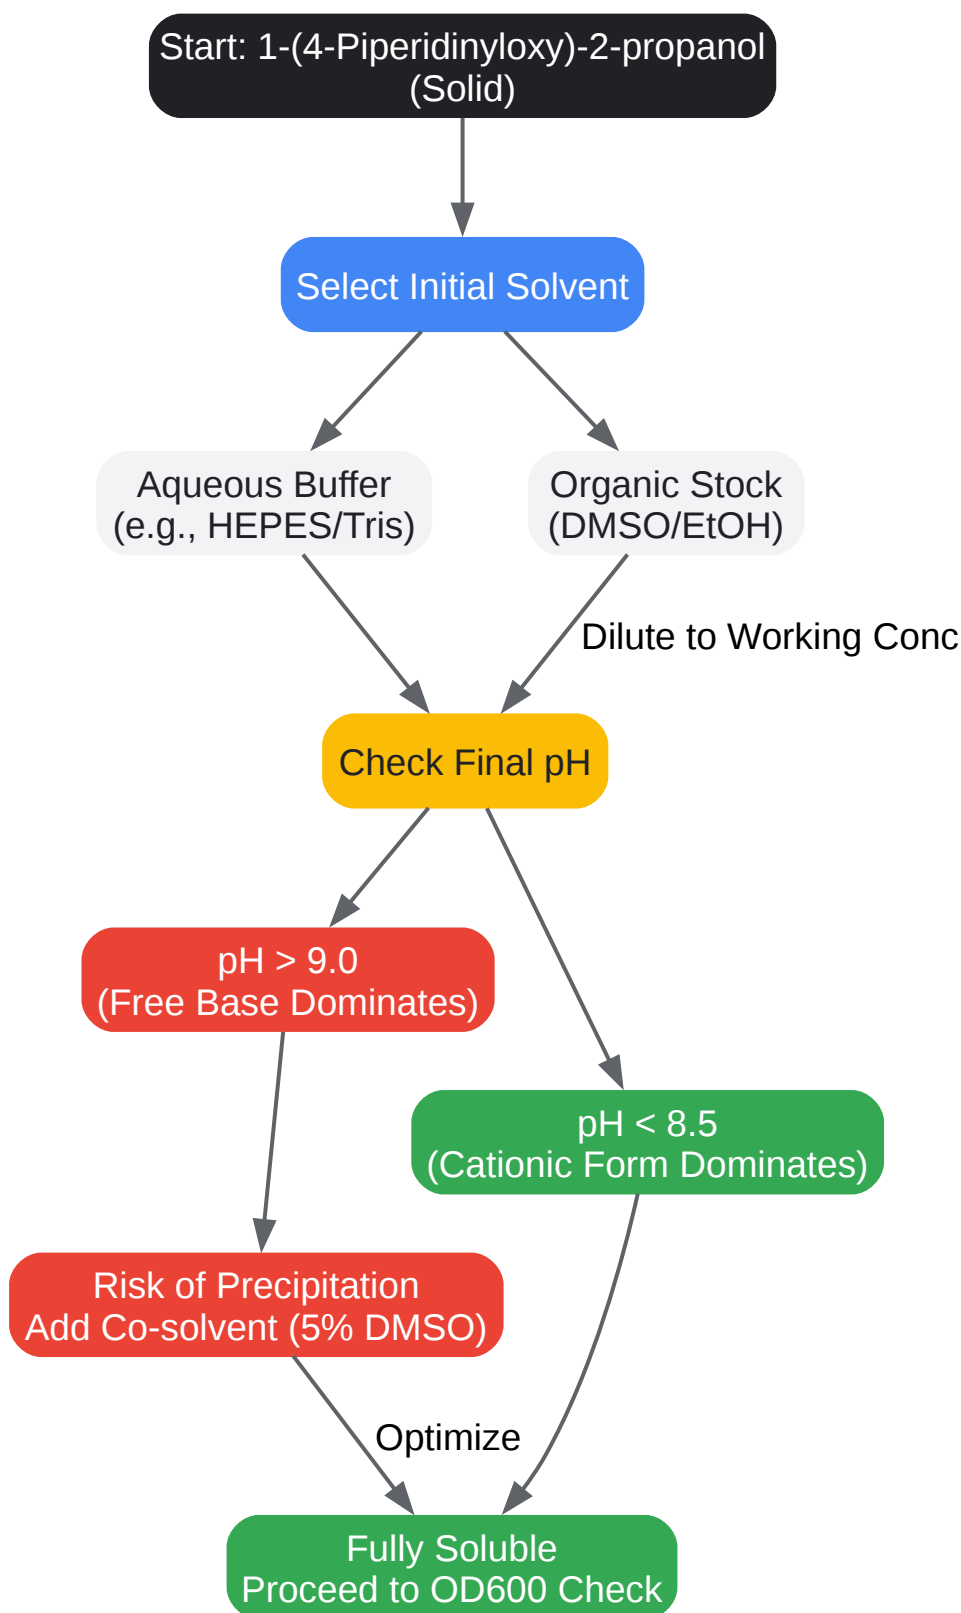 Start: 1-(4-Piperidinyloxy)-2-propanol
(Solid)
Select Initial Solvent
Aqueous Buffer
(e.g., HEPES/Tris)
Organic Stock
(DMSO/EtOH)
Dilute to Working Conc
Check Final pH
pH > 9.0
(Free Base Dominates)
pH < 8.5
(Cationic Form Dominates)
Risk of Precipitation
Add Co-solvent (5% DMSO)
Optimize
Fully Soluble
Proceed to OD600 Check